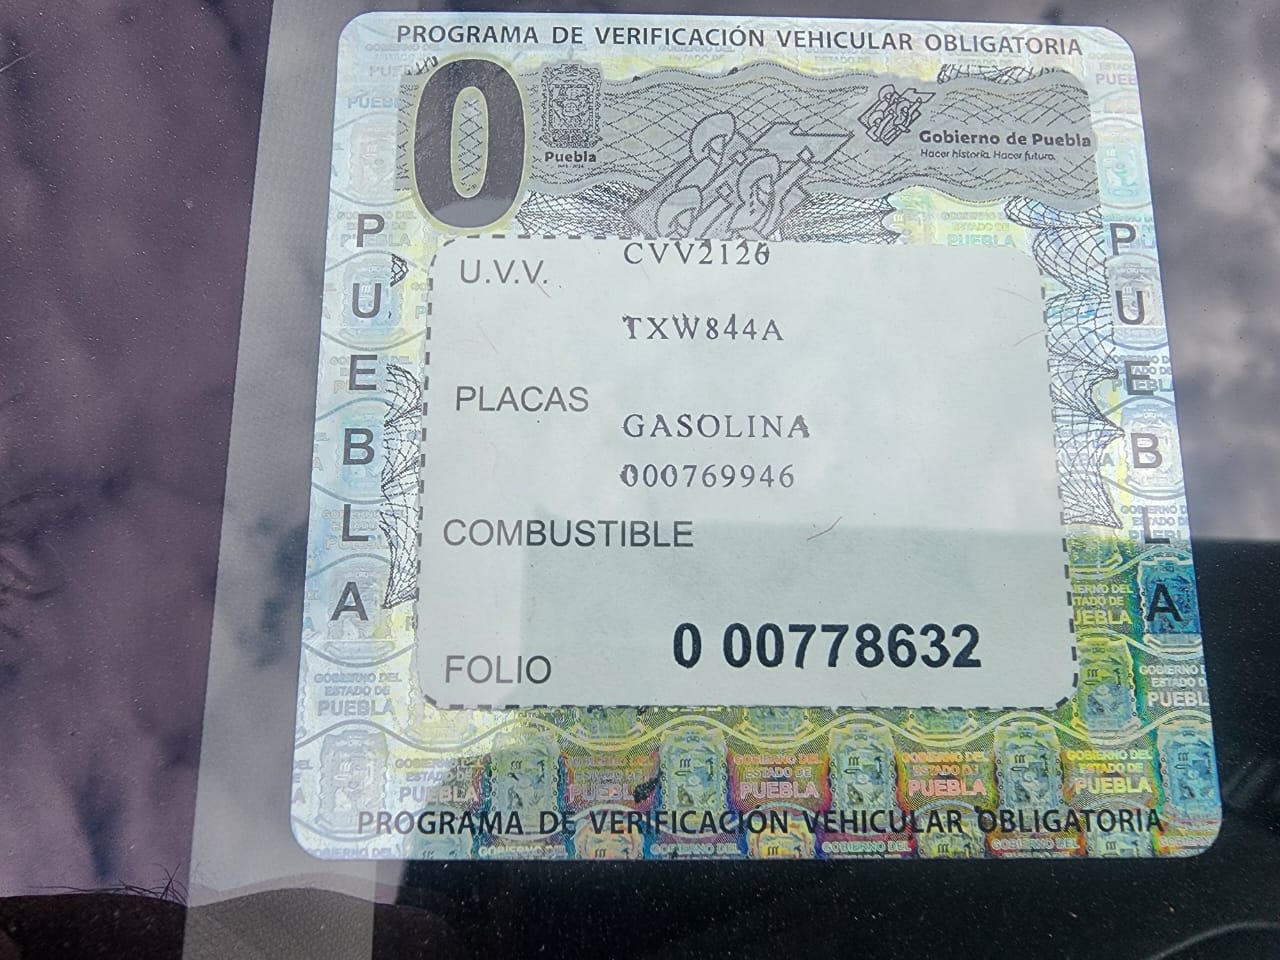 PROGRAMA DE VERIFICACIÓN VEHICULAR OBLIGATORIA
0
Puebla
Gobierno de Puebla
Hacer historia. Hacer futuro.
PUEBLA
PUEBLA
U.V.V.
CVV2126
TXW844A
PLACAS
GASOLINA
000769946
COMBUSTIBLE
FOLIO
0 00778632
GOBIERNO DEL
ESTADO DE
PUEBLA
PROGRAMA DE VERIFICACIÓN VEHICULAR OBLIGATORIA